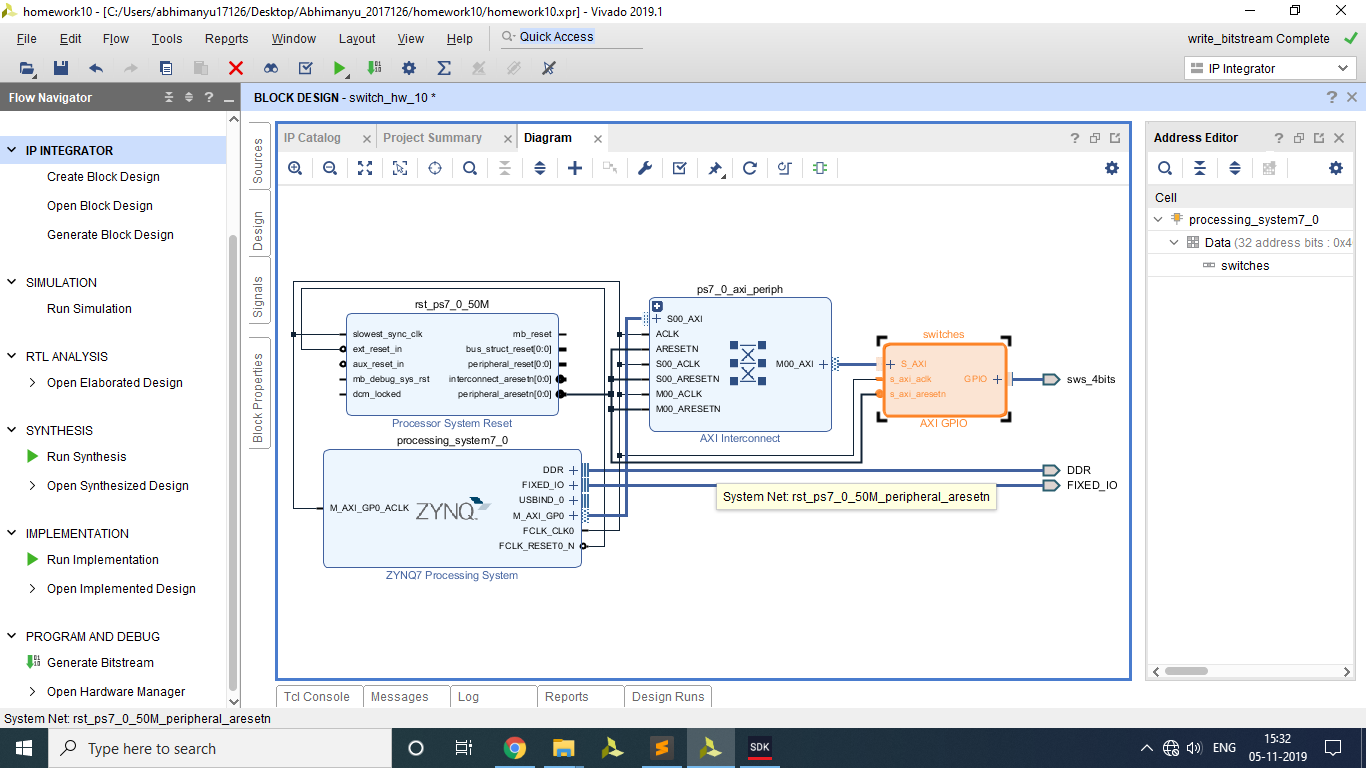 homework10 - [C:/Users/abhimanyu17126/Desktop/Abhimanyu_2017126/homework10/homework10.xpr] - Vivado 2019.1
File Edit Flow Tools Reports Window Layout View Help Quick Access
write_bitstream Complete
IP Integrator
Flow Navigator
IP INTEGRATOR
Create Block Design
Open Block Design
Generate Block Design
SIMULATION
Run Simulation
RTL ANALYSIS
Open Elaborated Design
SYNTHESIS
Run Synthesis
Open Synthesized Design
IMPLEMENTATION
Run Implementation
Open Implemented Design
PROGRAM AND DEBUG
Generate Bitstream
Open Hardware Manager
BLOCK DESIGN - switch_hw_10 *
Sources
Design
Signals
Block Properties
IP Catalog Project Summary Diagram
rst_ps7_0_50M
slowest_sync_clk mb_reset
ext_reset_in bus_struct_reset[0:0]
aux_reset_in peripheral_reset[0:0]
mb_debug_sys_rst interconnect_aresetn[0:0]
dcm_locked peripheral_aresetn[0:0]
Processor System Reset
processing_system7_0
DDR
FIXED_IO
USBIND_0
M_AXI_GP0_ACLK ZYNQ M_AXI_GP0
FCLK_CLK0
FCLK_RESET0_N
ZYNQ7 Processing System
ps7_0_axi_periph
S00_AXI
ACLK
ARESETN
S00_ACLK M00_AXI
S00_ARESETN
M00_ACLK
M00_ARESETN
AXI Interconnect
switches
S_AXI
s_axi_aclk GPIO
s_axi_aresetn
AXI GPIO
sws_4bits
DDR
FIXED_IO
System Net: rst_ps7_0_50M_peripheral_aresetn
Address Editor
Cell
processing_system7_0
Data (32 address bits : 0x4
switches
Tcl Console Messages Log Reports Design Runs
System Net: rst_ps7_0_50M_peripheral_aresetn
Type here to search
SDK
ENG
15:32
05-11-2019